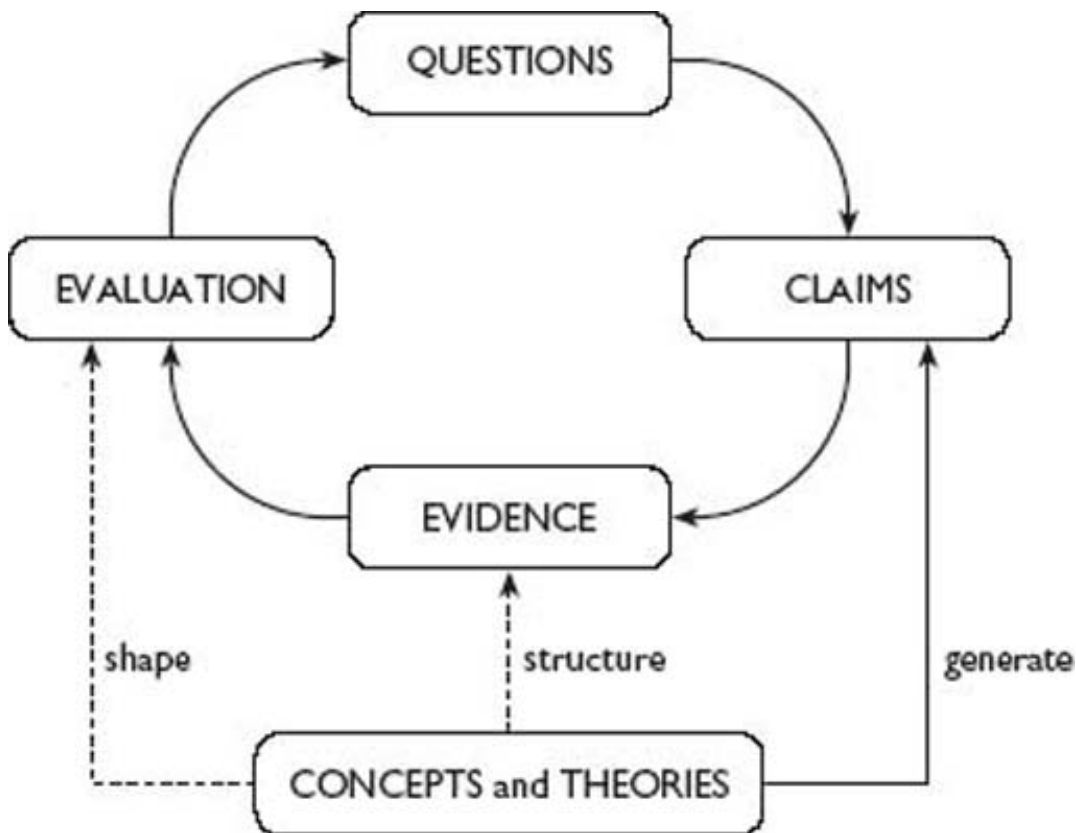 QUESTIONS
EVALUATION
CLAIMS
EVIDENCE
shape
structure
generate
CONCEPTS and THEORIES